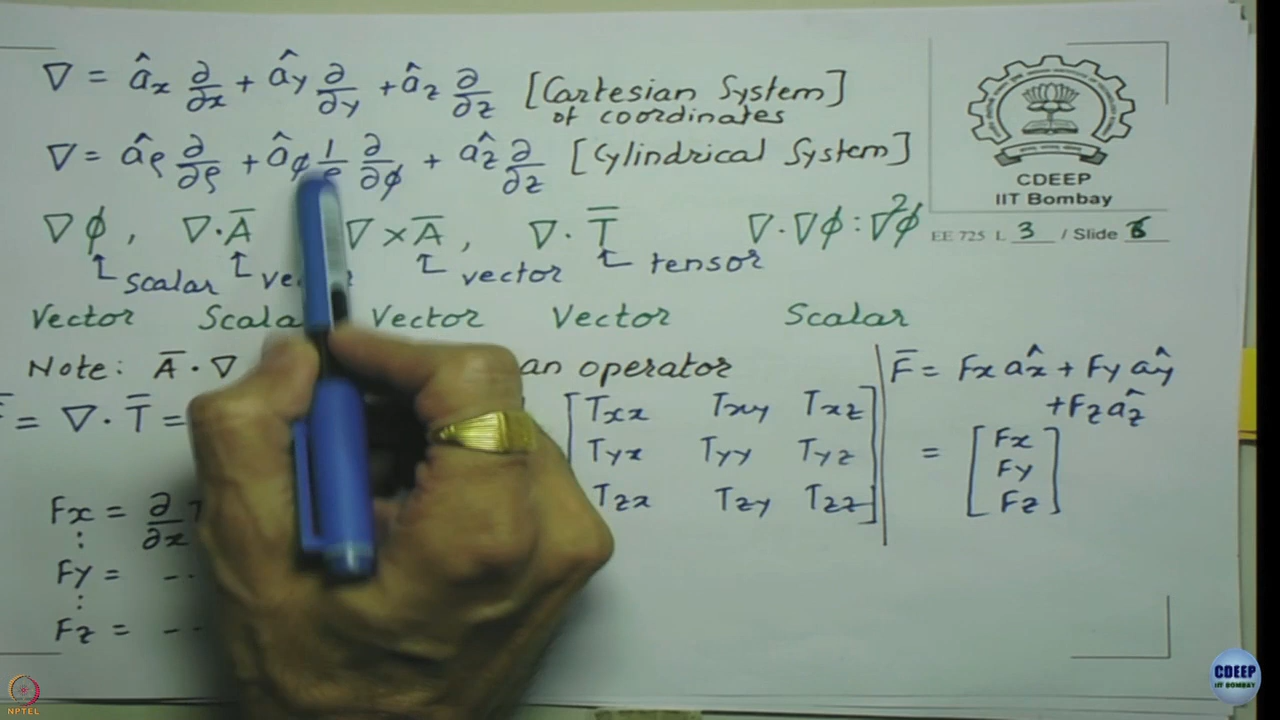 ∇ = âx ∂/∂x + ây ∂/∂y + âz ∂/∂z [Cartesian System]
of coordinates
∇ = âρ ∂/∂ρ + âϕ 1/ρ ∂/∂ϕ + âz ∂/∂z [Cylindrical System]
CDEEP
IIT Bombay
EE 725 L 3 / Slide 6
∇ϕ, ∇·A̅ ∇×A̅, ∇·T̅ ∇·∇ϕ : ∇²ϕ
scalar vector tensor
Vector Vector Vector Scalar
Note: A̅·∇ an operator
= ∇·T̅ =
[Txx Txy Txz
Tyx Tyy Tyz
Tzx Tzy Tzz]
F̅ = Fx âx + Fy ây
+ Fz âz
= [Fx
Fy
Fz]
Fx = ∂/∂x
:
Fy = --
:
Fz = --
NPTEL
CDEEP
IIT BOMBAY